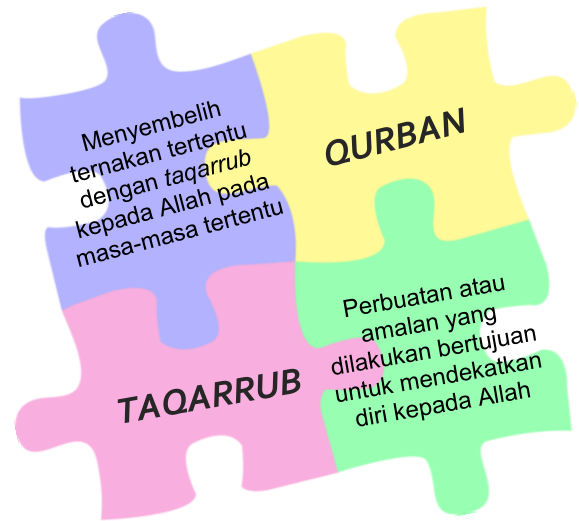 Menyembelih
ternakan tertentu
dengan taqarrub
kepada Allah pada
masa-masa tertentu
QURBAN
TAQARRUB
Perbuatan atau
amalan yang
dilakukan bertujuan
untuk mendekatkan
diri kepada Allah